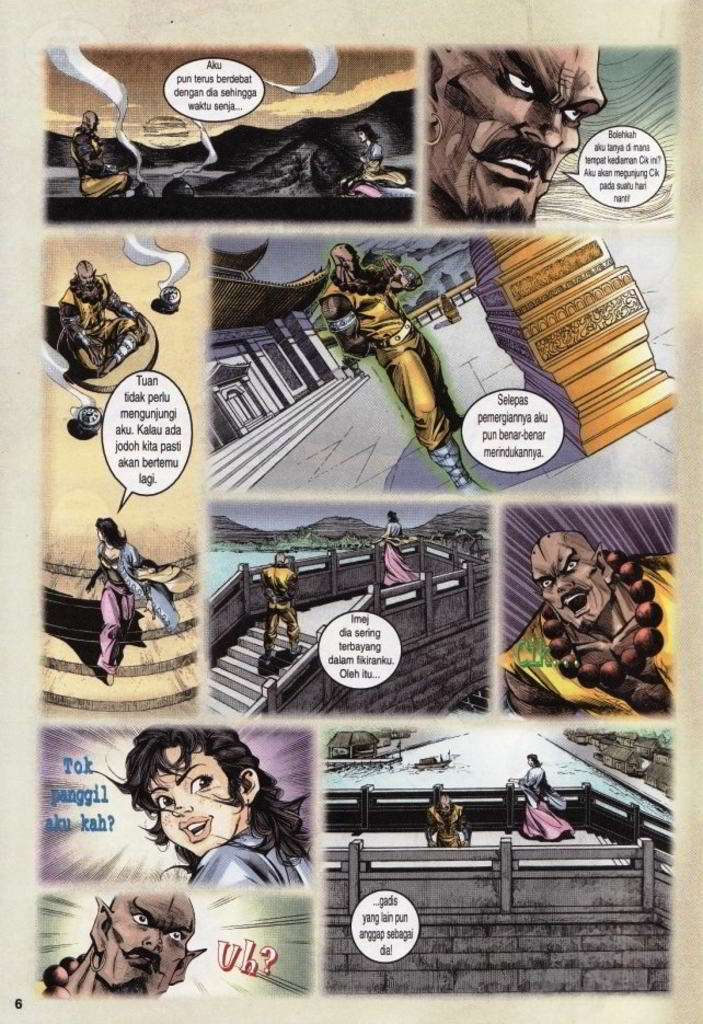 Aku
pun terus berdebat
dengan dia sehingga
waktu senja...
Bolehkah
aku tanya di mana
tempat kediaman Cik ini?
Aku akan megunjung Cik
pada suatu hari
nanti!
Tuan
tidak perlu
mengunjungi
aku. Kalau ada
jodoh kita pasti
akan bertemu
lagi.
Selepas
pemergiannya aku
pun benar-benar
merindukannya.
Imej
dia sering
terbayang
dalam fikiranku.
Oleh itu...
Cik...
Tok
panggil
aku kah?
...gadis
yang lain pun
anggap sebagai
dia!
Uh?
6